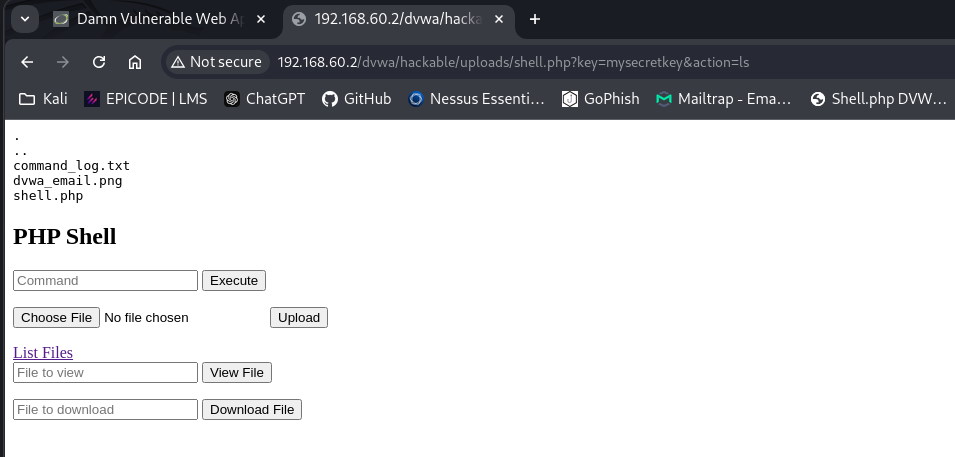 Damn Vulnerable Web Ap
192.168.60.2/dvwa/hacka
Not secure 192.168.60.2/dvwa/hackable/uploads/shell.php?key=mysecretkey&action=ls
Kali EPICODE | LMS ChatGPT GitHub Nessus Essenti... GoPhish Mailtrap - Ema... Shell.php DVW...
.
..
command_log.txt
dvwa_email.png
shell.php
PHP Shell
Command Execute
Choose File No file chosen Upload
List Files
File to view View File
File to download Download File